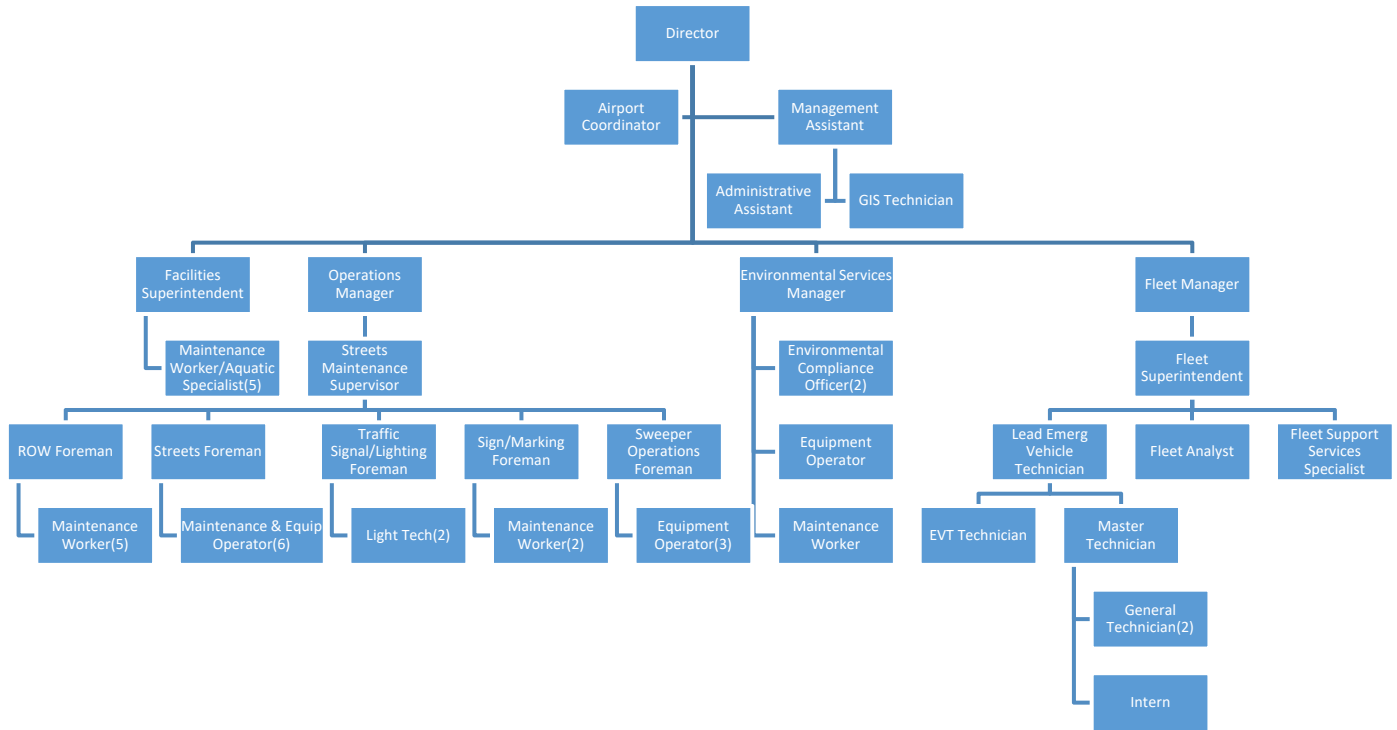 Director
Airport
Coordinator
Management
Assistant
Administrative
Assistant
GIS Technician
Facilities
Superintendent
Operations
Manager
Environmental Services
Manager
Fleet Manager
Maintenance
Worker/Aquatic
Specialist(5)
Streets
Maintenance
Supervisor
Environmental
Compliance
Officer(2)
Fleet
Superintendent
ROW Foreman
Streets Foreman
Traffic
Signal/Lighting
Foreman
Sign/Marking
Foreman
Sweeper
Operations
Foreman
Equipment
Operator
Lead Emerg
Vehicle
Technician
Fleet Analyst
Fleet Support
Services
Specialist
Maintenance
Worker(5)
Maintenance & Equip
Operator(6)
Light Tech(2)
Maintenance
Worker(2)
Equipment
Operator(3)
Maintenance
Worker
EVT Technician
Master
Technician
General
Technician(2)
Intern